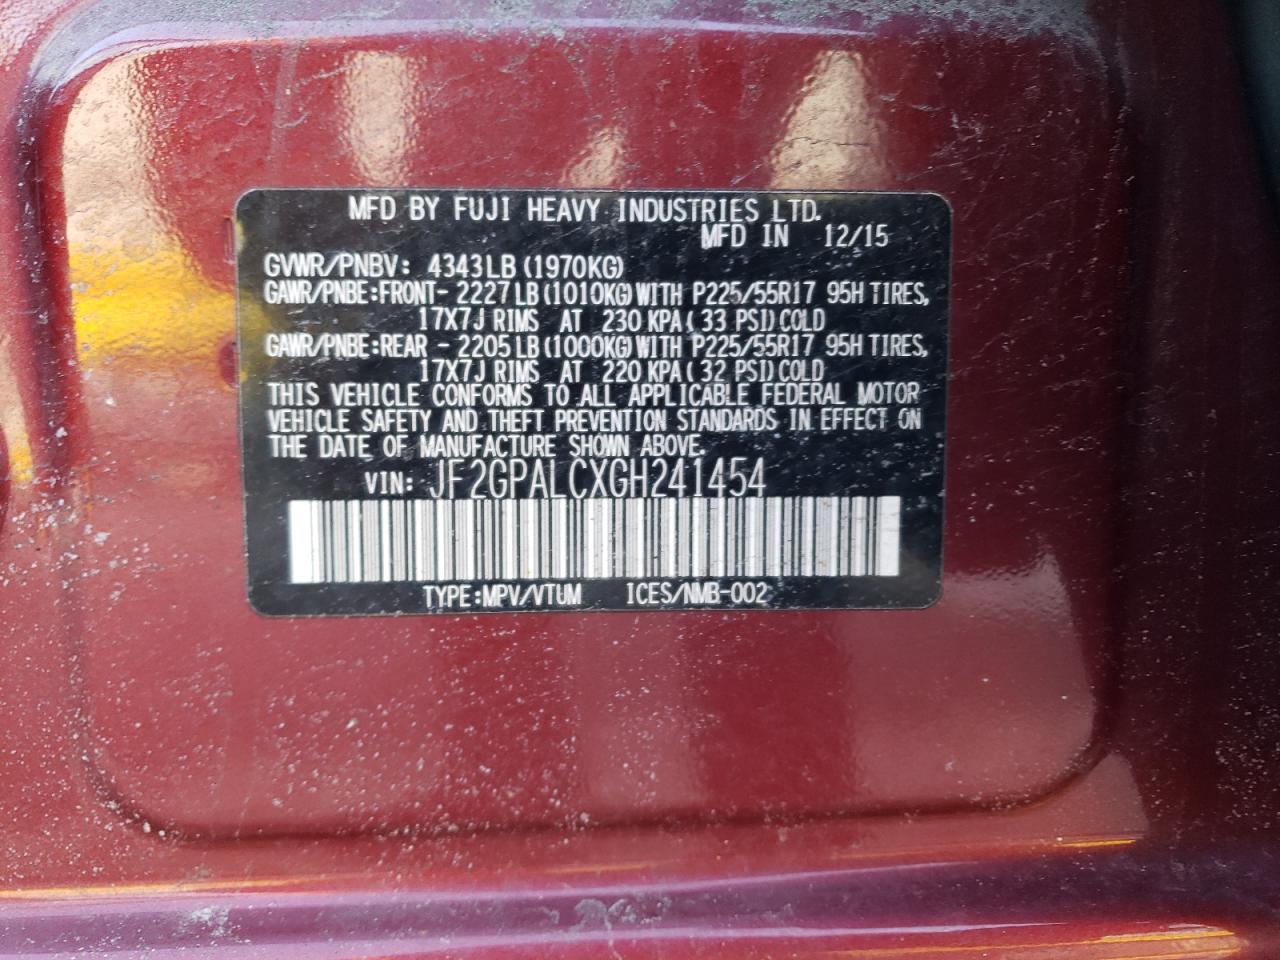 MFD BY FUJI HEAVY INDUSTRIES LTD.
MFD IN 12/15
GVWR/PNBV: 4343LB(1970KG)
GAWR/PNBE:FRONT- 2227LB(1010KG)WITH P225/55R17 95H TIRES,
17X7J RIMS AT 230 KPA( 33 PSI)COLD
GAWR/PNBE:REAR - 2205LB(1000KG)WITH P225/55R17 95H TIRES,
17X7J RIMS AT 220 KPA( 32 PSI)COLD
THIS VEHICLE CONFORMS TO ALL APPLICABLE FEDERAL MOTOR
VEHICLE SAFETY AND THEFT PREVENTION STANDARDS IN EFFECT ON
THE DATE OF MANUFACTURE SHOWN ABOVE.
VIN: JF2GPALCXGH241454
TYPE:MPV/VTUM ICES/NMB-002